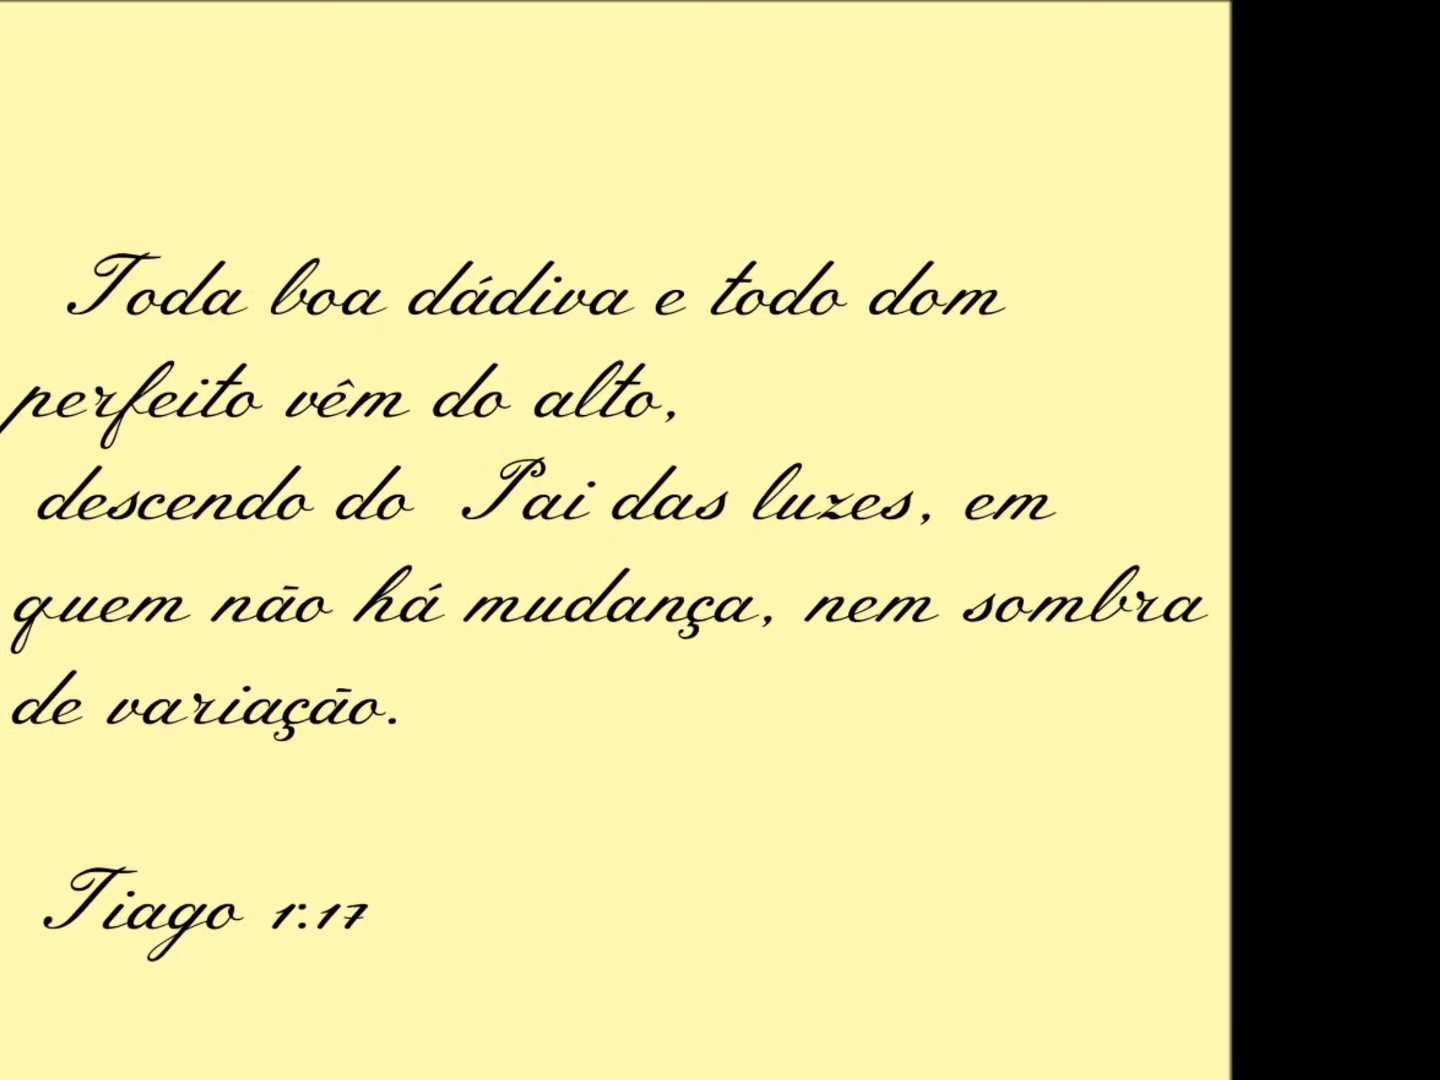 Toda boa dádiva e todo dom
perfeito vêm do alto,
descendo do Pai das luzes, em
quem não há mudança, nem sombra
de variação.
Tiago 1:17